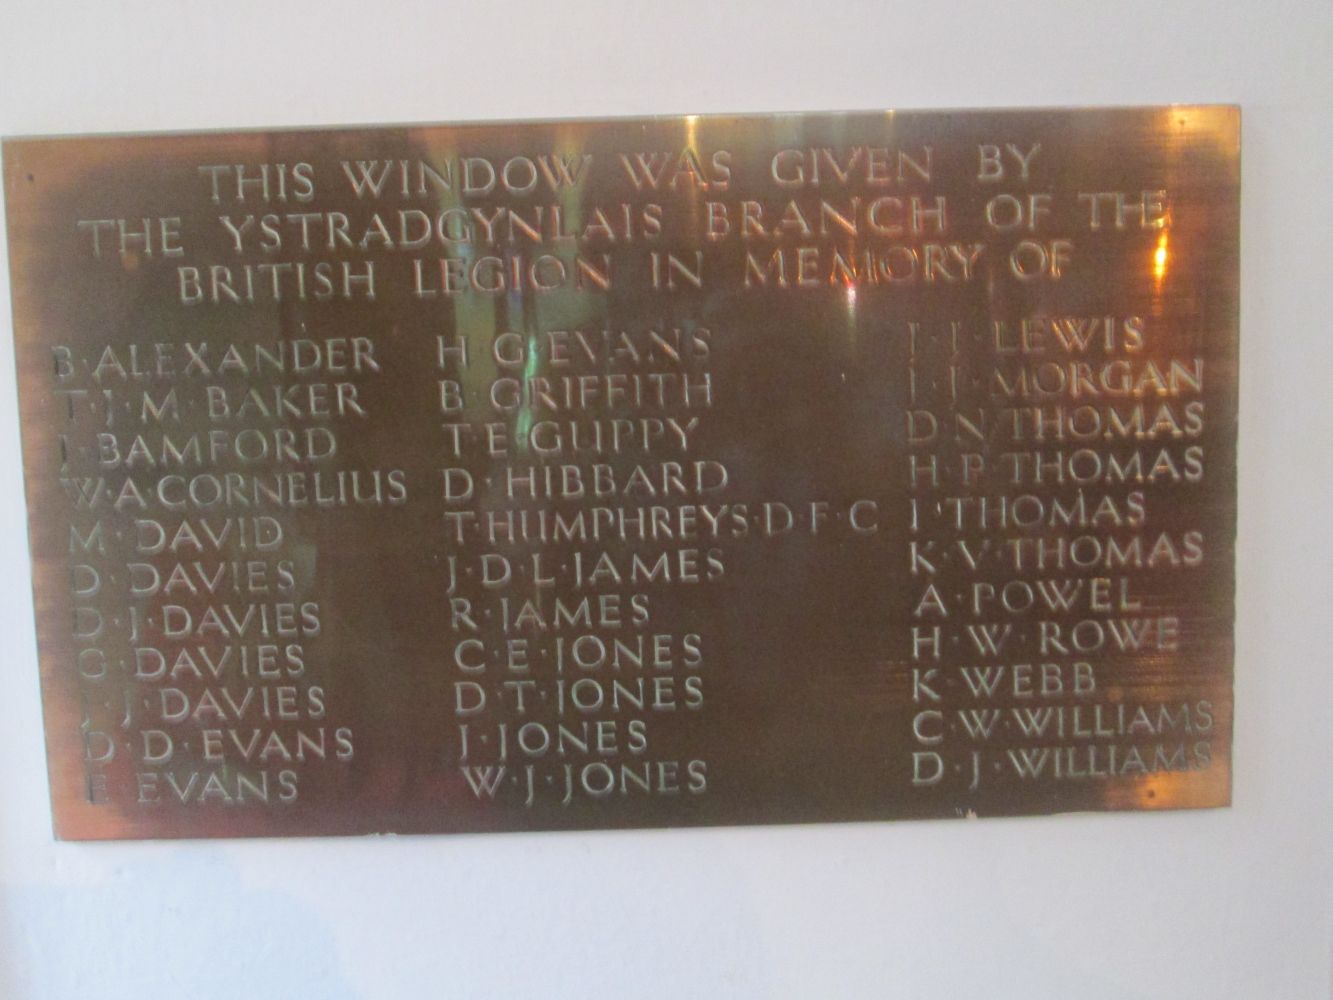 THIS WINDOW WAS GIVEN BY
THE YSTRADGYNLAIS BRANCH OF THE
BRITISH LEGION IN MEMORY OF
B·ALEXANDER
T·J·M·BAKER
J·BAMFORD
W·A·CORNELIUS
M·DAVID
D·DAVIES
D·J·DAVIES
G·DAVIES
J·J·DAVIES
D·D·EVANS
E·EVANS
H·G·EVANS
B·GRIFFITH
T·E·GUPPY
D·HIBBARD
T·HUMPHREYS·D·F·C
J·D·L·JAMES
R·JAMES
C·E·JONES
D·T·JONES
J·JONES
W·J·JONES
J·J·LEWIS
J·J·MORGAN
D·N·THOMAS
H·P·THOMAS
I·THOMAS
K·V·THOMAS
A·POWEL
H·W·ROWE
K·WEBB
C·W·WILLIAMS
D·J·WILLIAMS